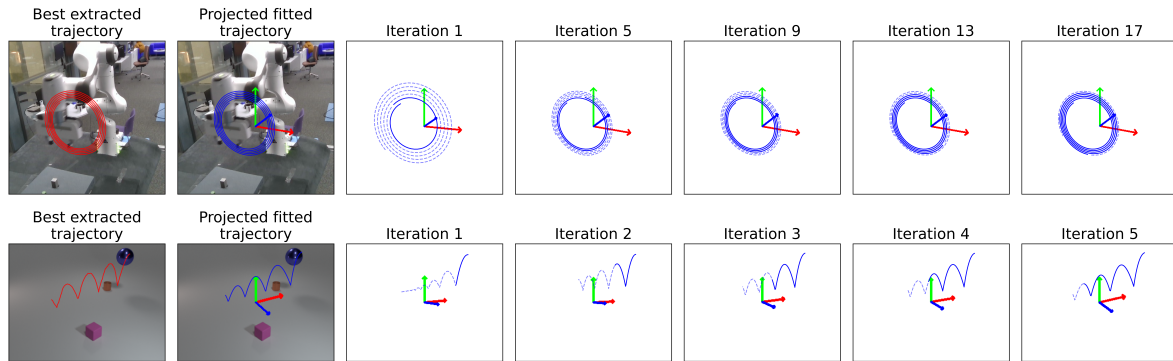 Best extracted
trajectory
Projected fitted
trajectory
Iteration 1
Iteration 5
Iteration 9
Iteration 13
Iteration 17
Best extracted
trajectory
Projected fitted
trajectory
Iteration 1
Iteration 2
Iteration 3
Iteration 4
Iteration 5